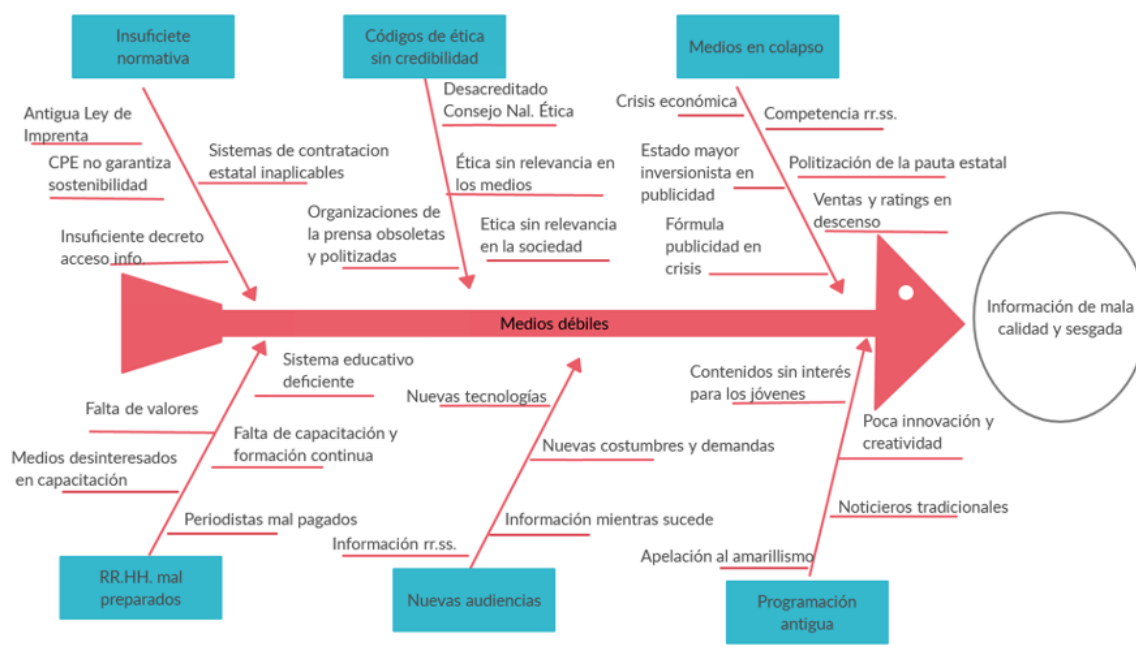 Insuficiete
normativa
Códigos de ética
sin credibilidad
Medios en colapso
Antigua Ley de
Imprenta
CPE no garantiza
sostenibilidad
Insuficiente decreto
acceso info.
Sistemas de contratacion
estatal inaplicables
Desacreditado
Consejo Nal. Ética
Ética sin relevancia en
los medios
Organizaciones de
la prensa obsoletas
y politizadas
Etica sin relevancia
en la sociedad
Crisis económica
Competencia rr.ss.
Estado mayor
inversionista en
publicidad
Politización de la pauta estatal
Ventas y ratings en
descenso
Fórmula
publicidad en
crisis
Medios débiles
Información de mala
calidad y sesgada
Sistema educativo
deficiente
Falta de valores
Falta de capacitación y
formación continua
Medios desinteresados
en capacitación
Periodistas mal pagados
RR.HH. mal
preparados
Nuevas tecnologías
Nuevas costumbres y demandas
Información mientras sucede
Información rr.ss.
Nuevas audiencias
Contenidos sin interés
para los jóvenes
Poca innovación y
creatividad
Noticieros tradicionales
Apelación al amarillismo
Programación
antigua